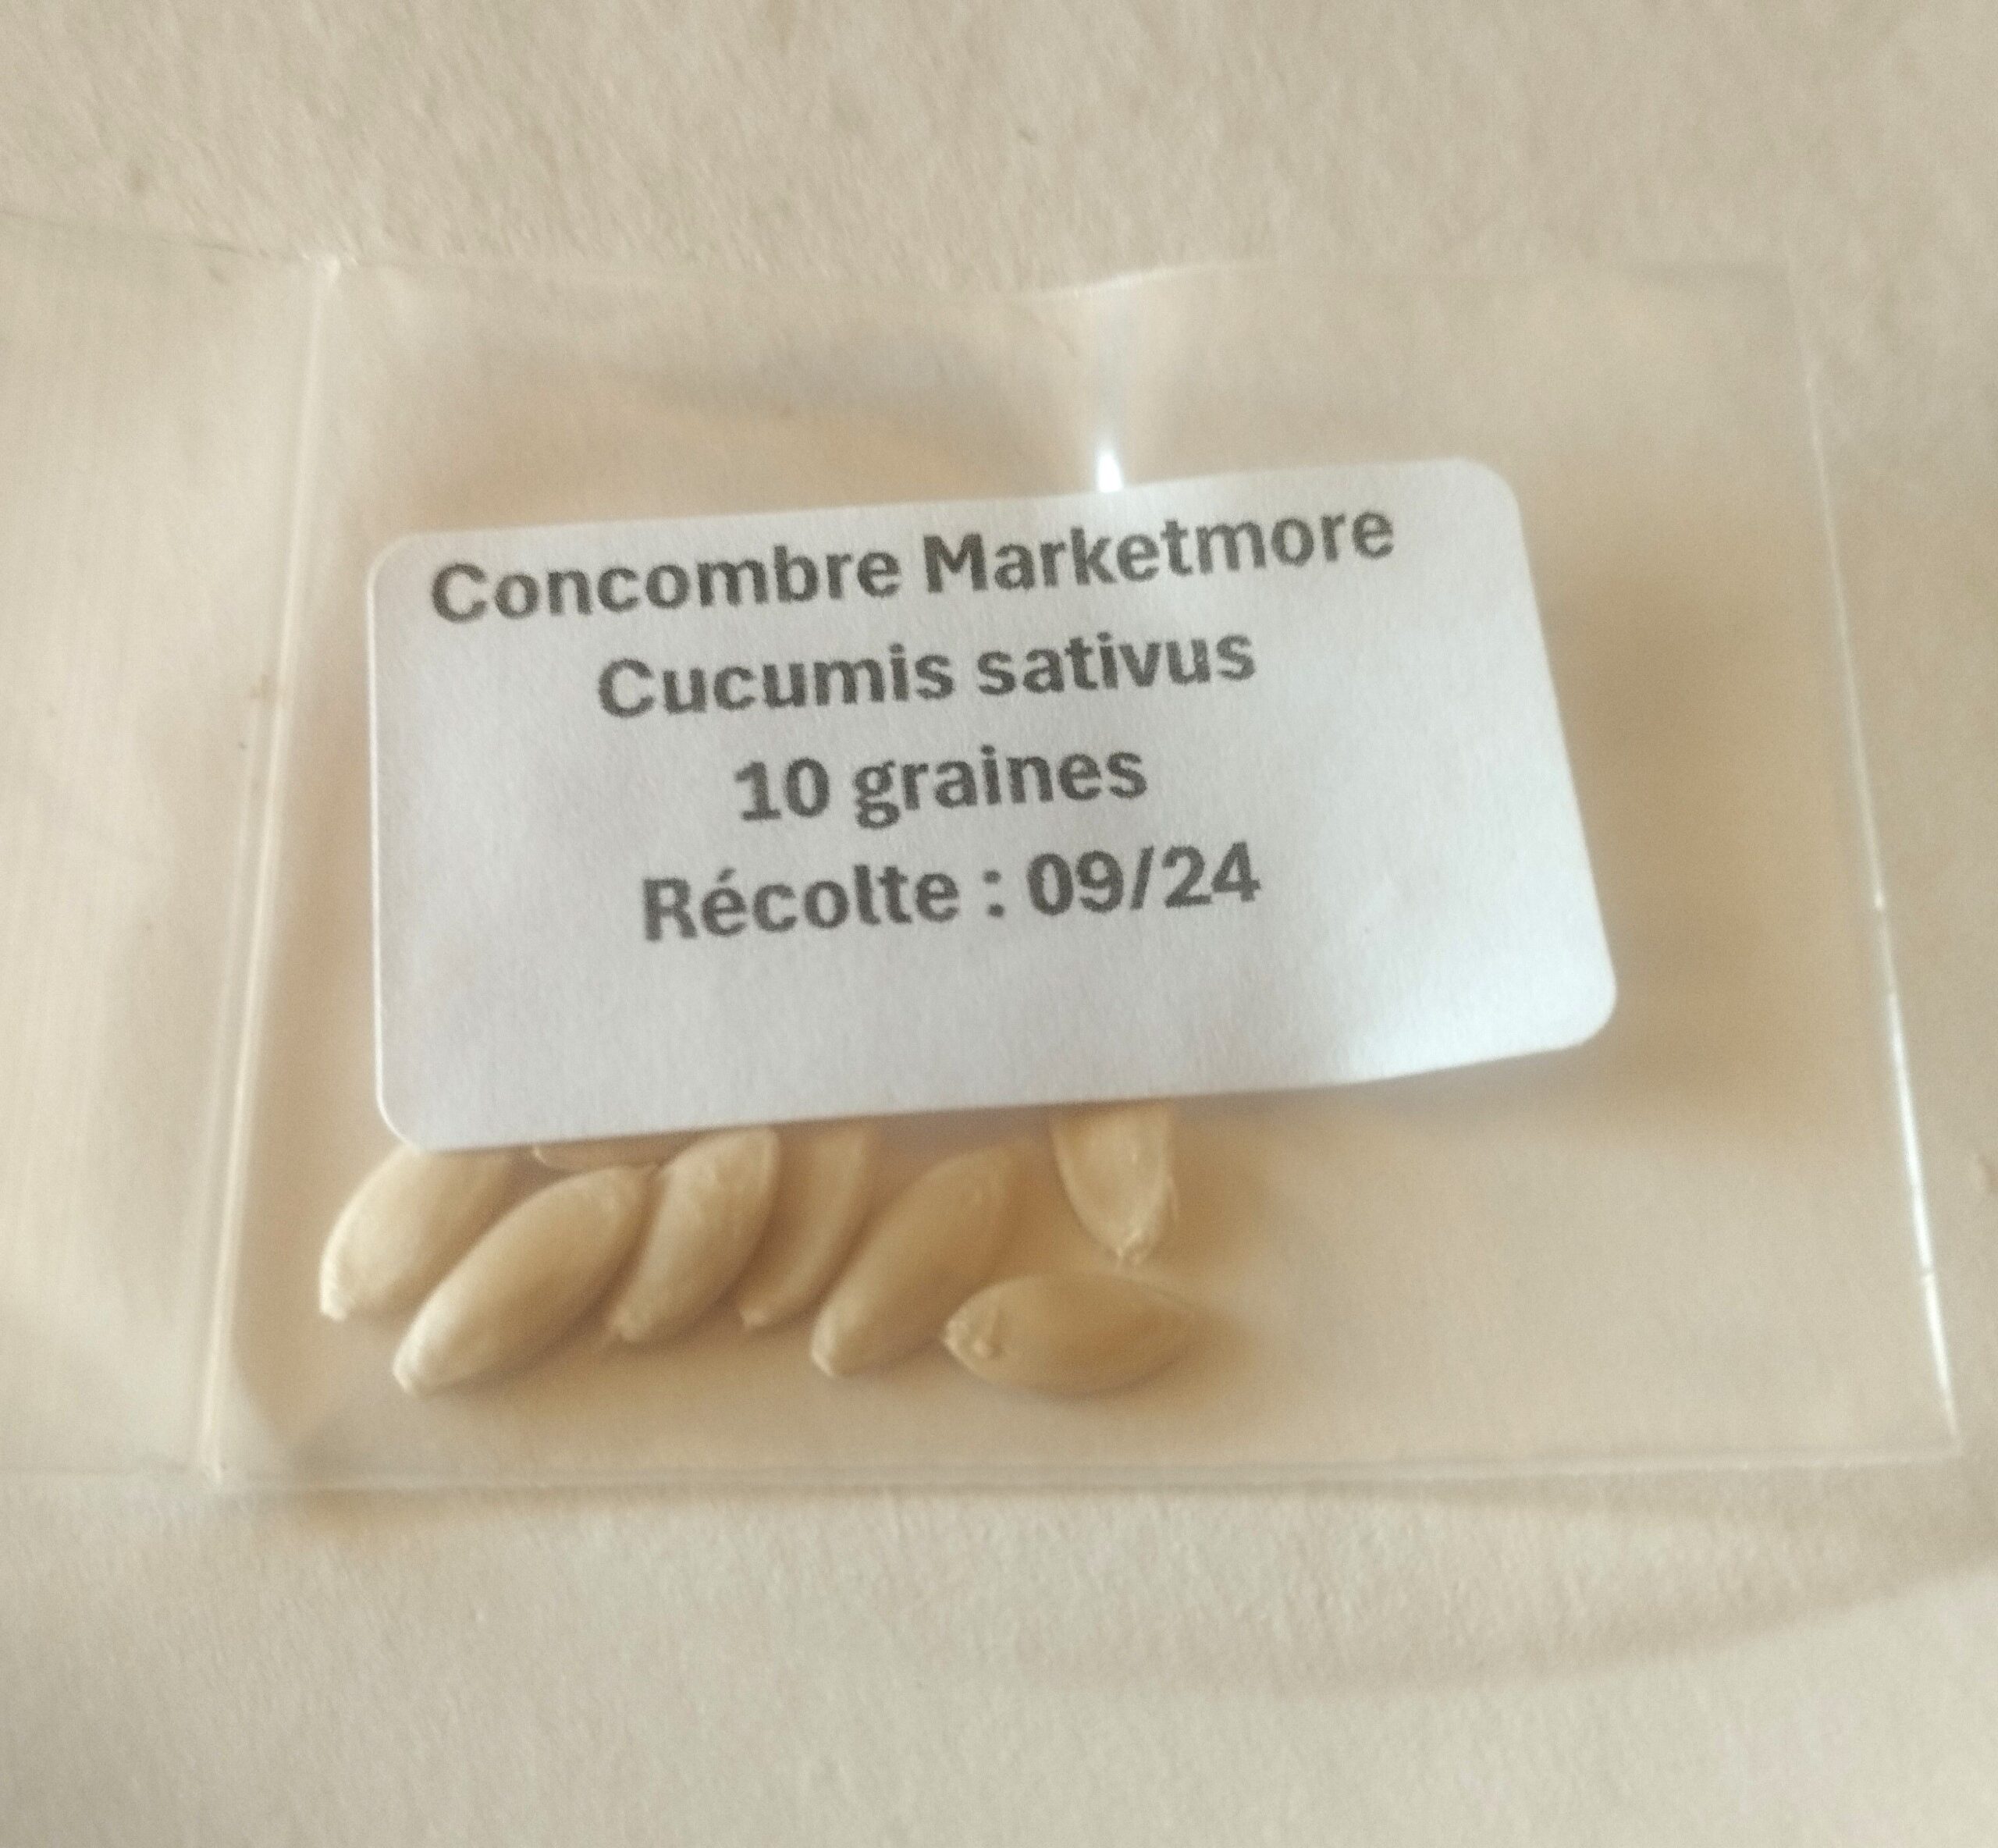 Concombre Marketmore
Cucumis sativus
10 graines
Récolte : 09/24